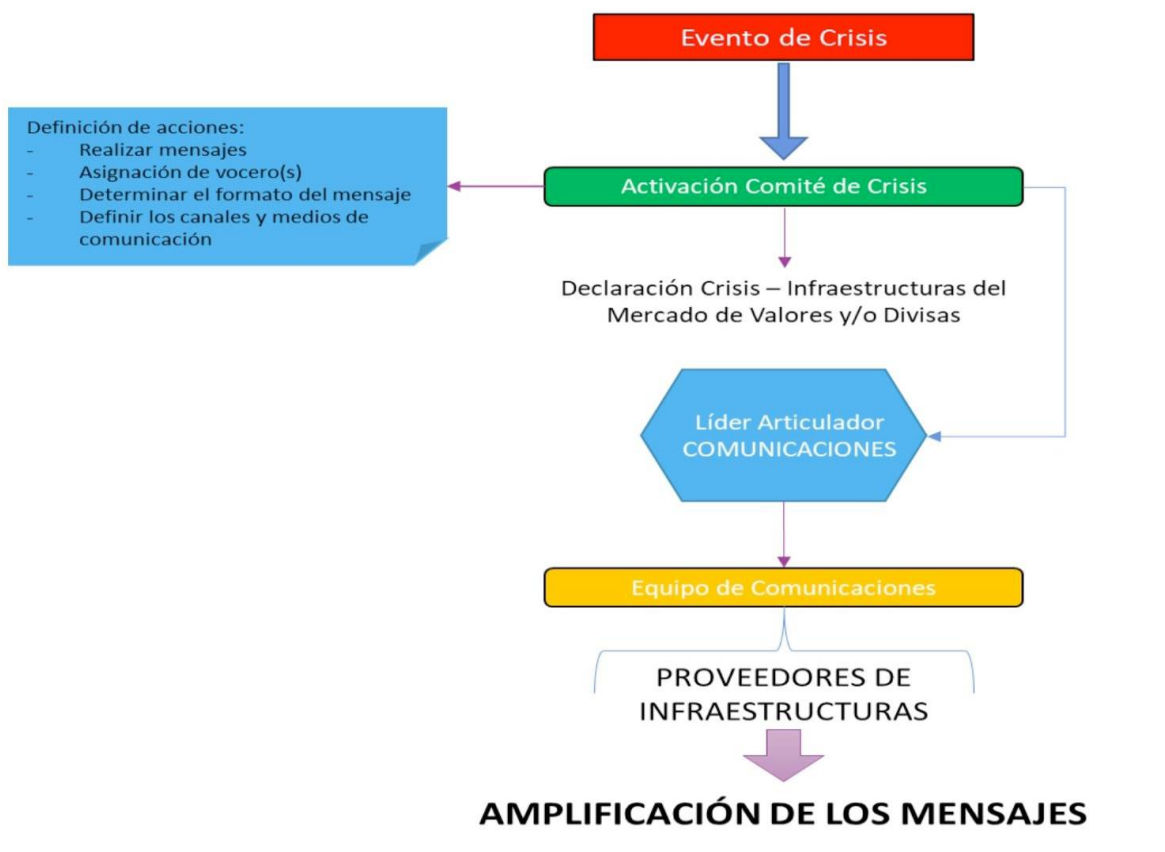 Evento de Crisis
Definición de acciones:
- Realizar mensajes
- Asignación de vocero(s)
- Determinar el formato del mensaje
- Definir los canales y medios de
comunicación
Activación Comité de Crisis
Declaración Crisis – Infraestructuras del
Mercado de Valores y/o Divisas
Líder Articulador
COMUNICACIONES
Equipo de Comunicaciones
PROVEEDORES DE
INFRAESTRUCTURAS
AMPLIFICACIÓN DE LOS MENSAJES